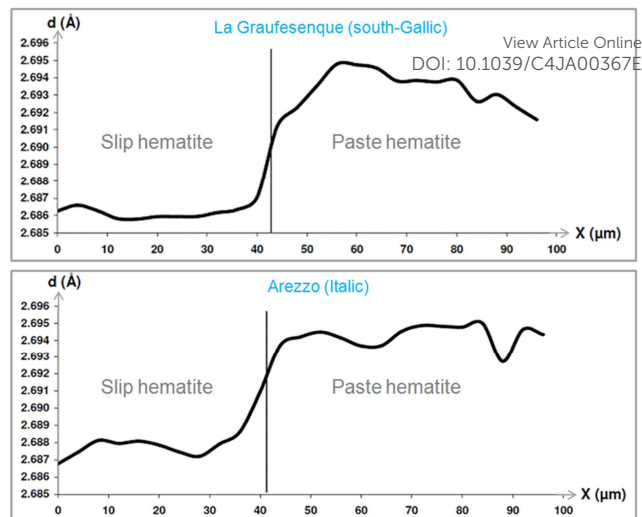 d (Å)
La Graufesenque (south-Gallic)
View Article Online
DOI: 10.1039/C4JA00367E
2.696
2.695
2.694
2.693
2.691
2.690
2.689
2.688
2.687
2.686
2.685
Slip hematite
Paste hematite
0 10 20 30 40 50 60 70 80 90 100
X (µm)
d (Å)
Arezzo (Italic)
2.696
2.695
2.694
2.693
2.691
2.690
2.689
2.688
2.687
2.686
2.685
Slip hematite
Paste hematite
0 10 20 30 40 50 60 70 80 90 100
X (µm)